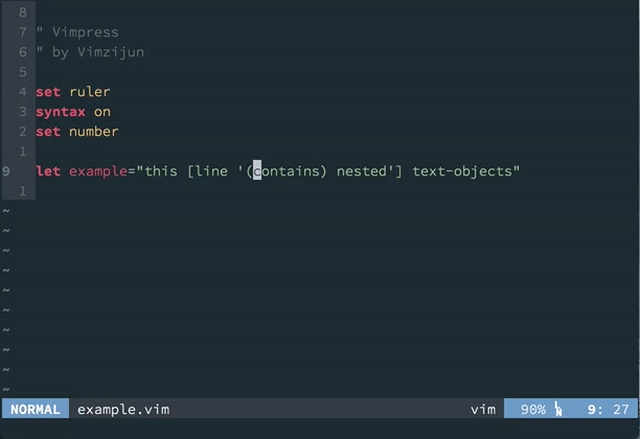 8
7 " Vimpress
6 " by Vimzijun
5
4 set ruler
3 syntax on
2 set number
1
9 let example="this [line '(contains) nested'] text-objects"
1
~
~
~
~
~
~
~
~
~
~
NORMAL example.vim vim 90% LN 9: 27